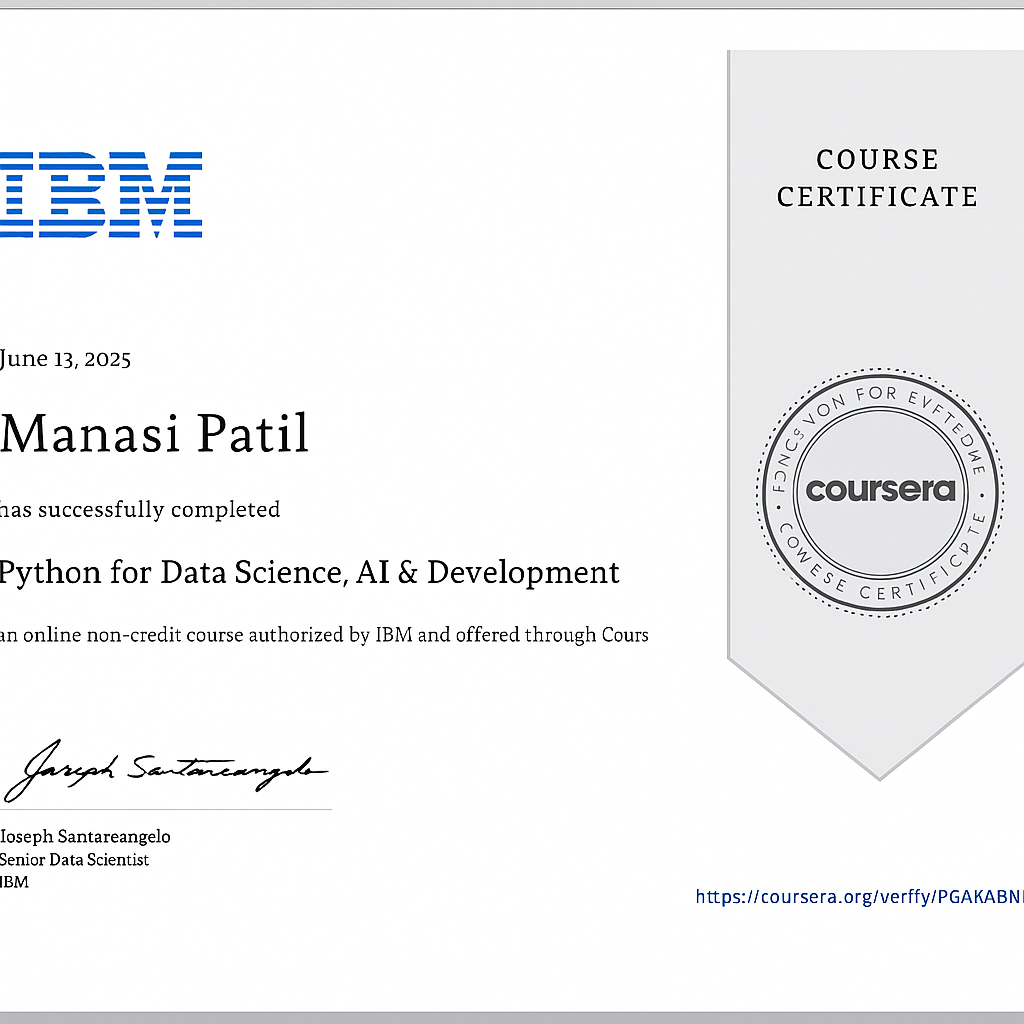 IBM
COURSE
CERTIFICATE
June 13, 2025
Manasi Patil
has successfully completed
Python for Data Science, AI & Development
an online non-credit course authorized by IBM and offered through Cours
VON FOR EVFTEDWE
coursera
COWESE CERTIFICPTE
Joseph Santareangelo
Ioseph Santareangelo
Senior Data Scientist
IBM
https://coursera.org/verffy/PGAKABN